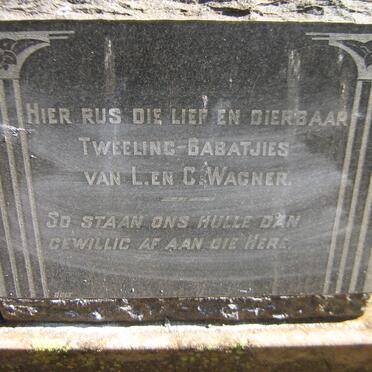 HIER RUS DIE LIEF EN DIERBAAR
TWEELING-BABATJIES
VAN L. EN C. WAGNER.
SO STAAN ONS HULLE DAN
GEWILLIG AF AAN DIE HERE.